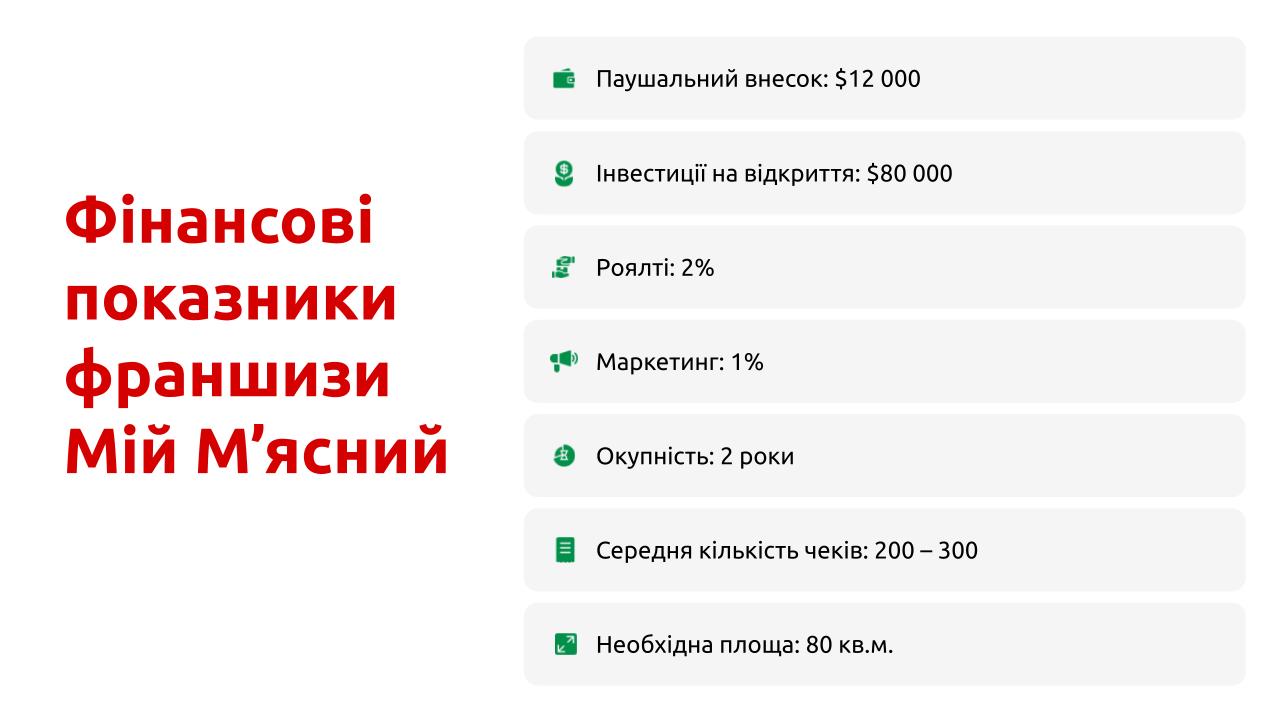 Фінансові
показники
франшизи
Мій М’ясний
Паушальний внесок: $12 000
Інвестиції на відкриття: $80 000
Роялті: 2%
Маркетинг: 1%
Окупність: 2 роки
Середня кількість чеків: 200 – 300
Необхідна площа: 80 кв.м.